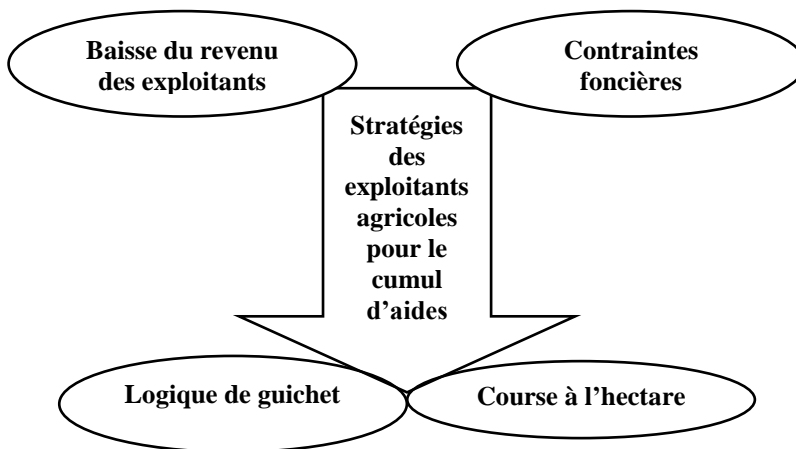 Baisse du revenu
des exploitants
Contraintes
foncières
Stratégies
des
exploitants
agricoles
pour le
cumul
d’aides
Logique de guichet
Course à l’hectare